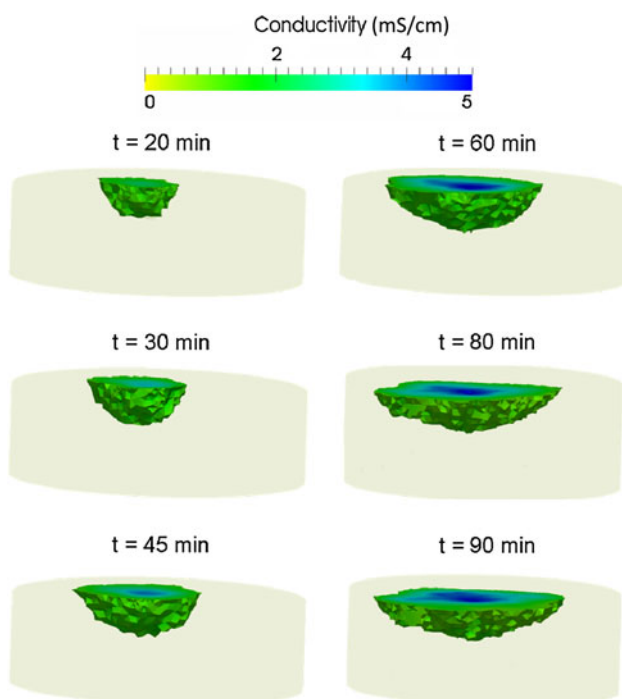 Conductivity (mS/cm)
2 4
0 5
t = 20 min
t = 60 min
t = 30 min
t = 80 min
t = 45 min
t = 90 min